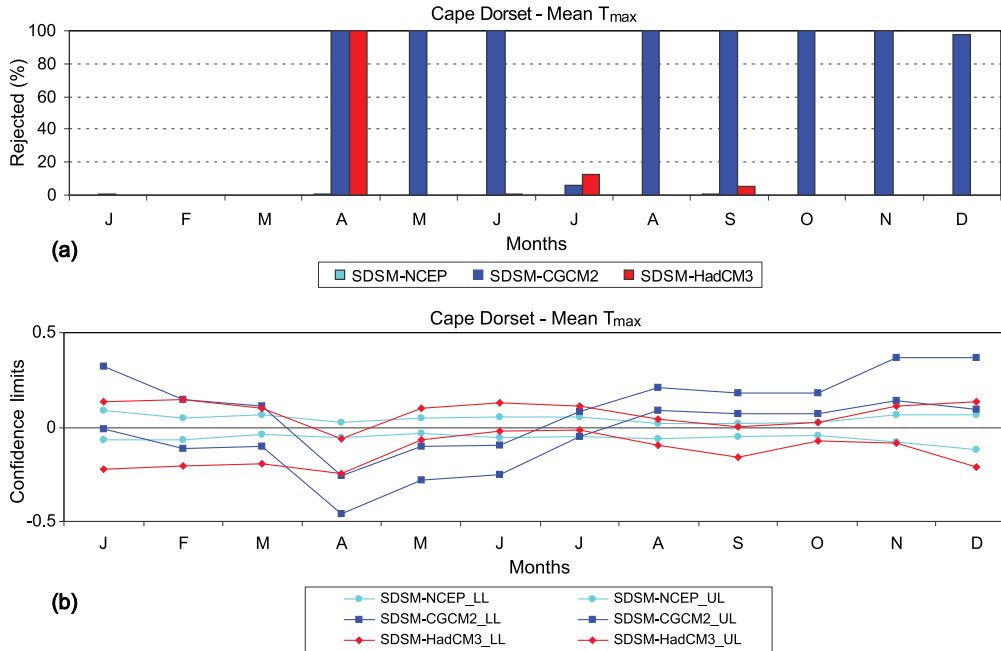 Cape Dorset - Mean Tmax
100
80
60
40
20
0
Rejected (%)
J F M A M J J A S O N D
Months
(a)
SDSM-NCEP SDSM-CGCM2 SDSM-HadCM3
Cape Dorset - Mean Tmax
0.5
0
-0.5
Confidence limits
J F M A M J J A S O N D
Months
(b)
SDSM-NCEP_LL SDSM-NCEP_UL
SDSM-CGCM2_LL SDSM-CGCM2_UL
SDSM-HadCM3_LL SDSM-HadCM3_UL